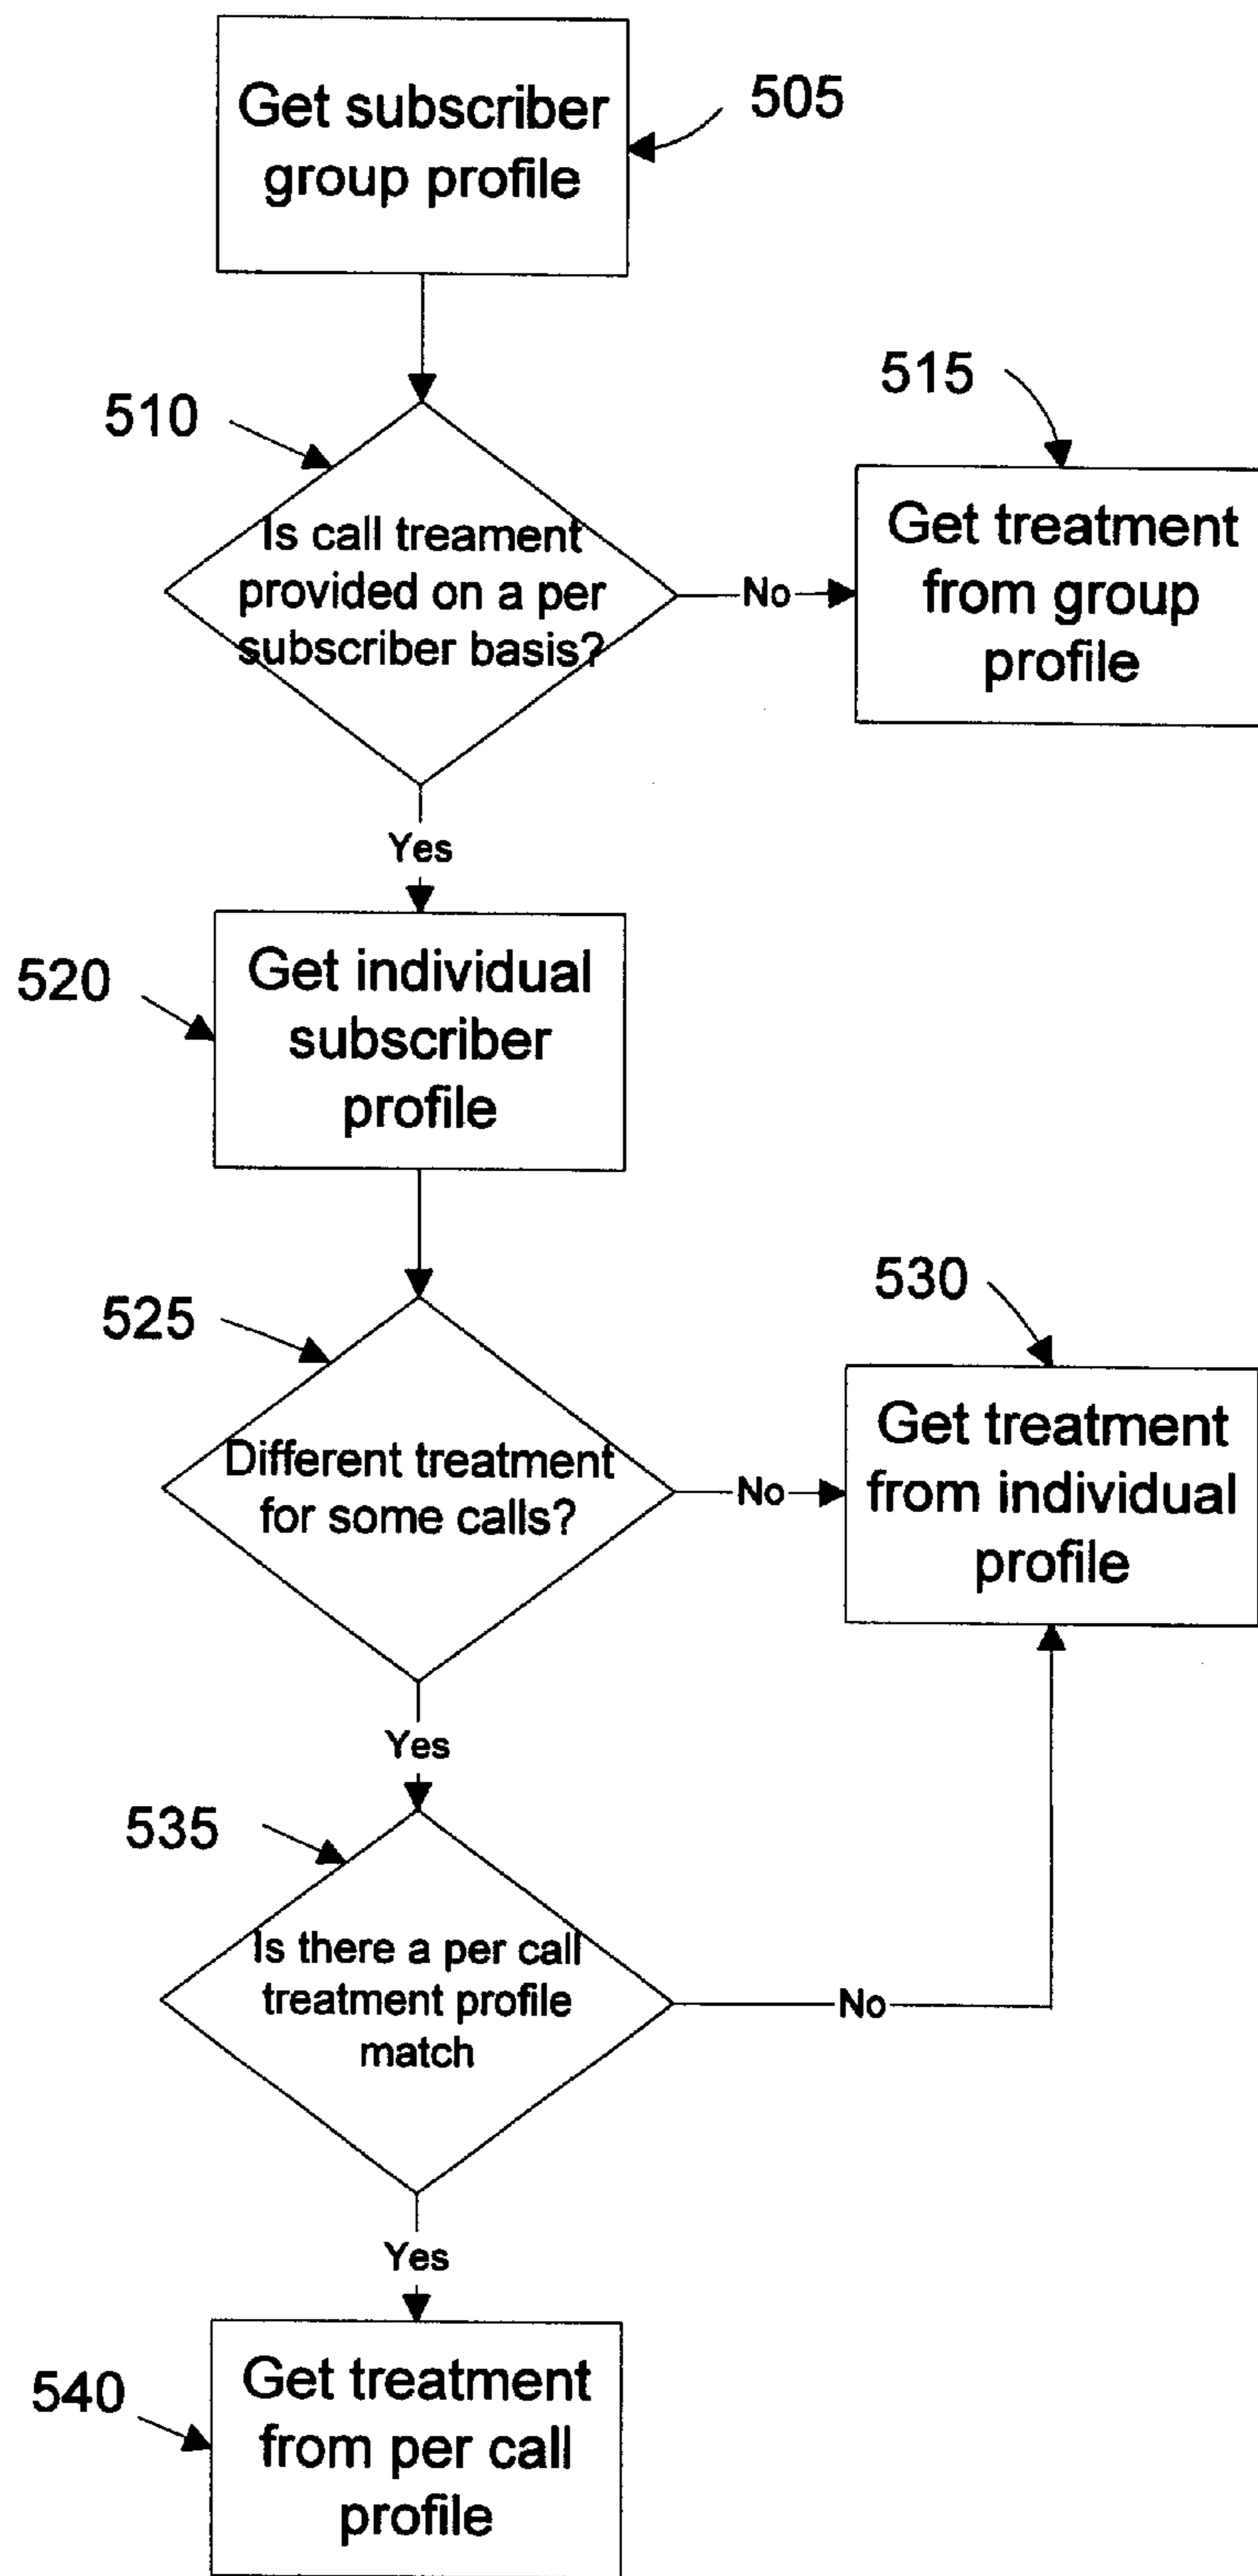 Get subscriber
group profile
505
510
515
Is call treament
provided on a per
subscriber basis?
No
Get treatment
from group
profile
Yes
520
Get individual
subscriber
profile
525
530
Different treatment
for some calls?
No
Get treatment
from individual
profile
Yes
535
Is there a per call
treatment profile
match
No
Yes
540
Get treatment
from per call
profile